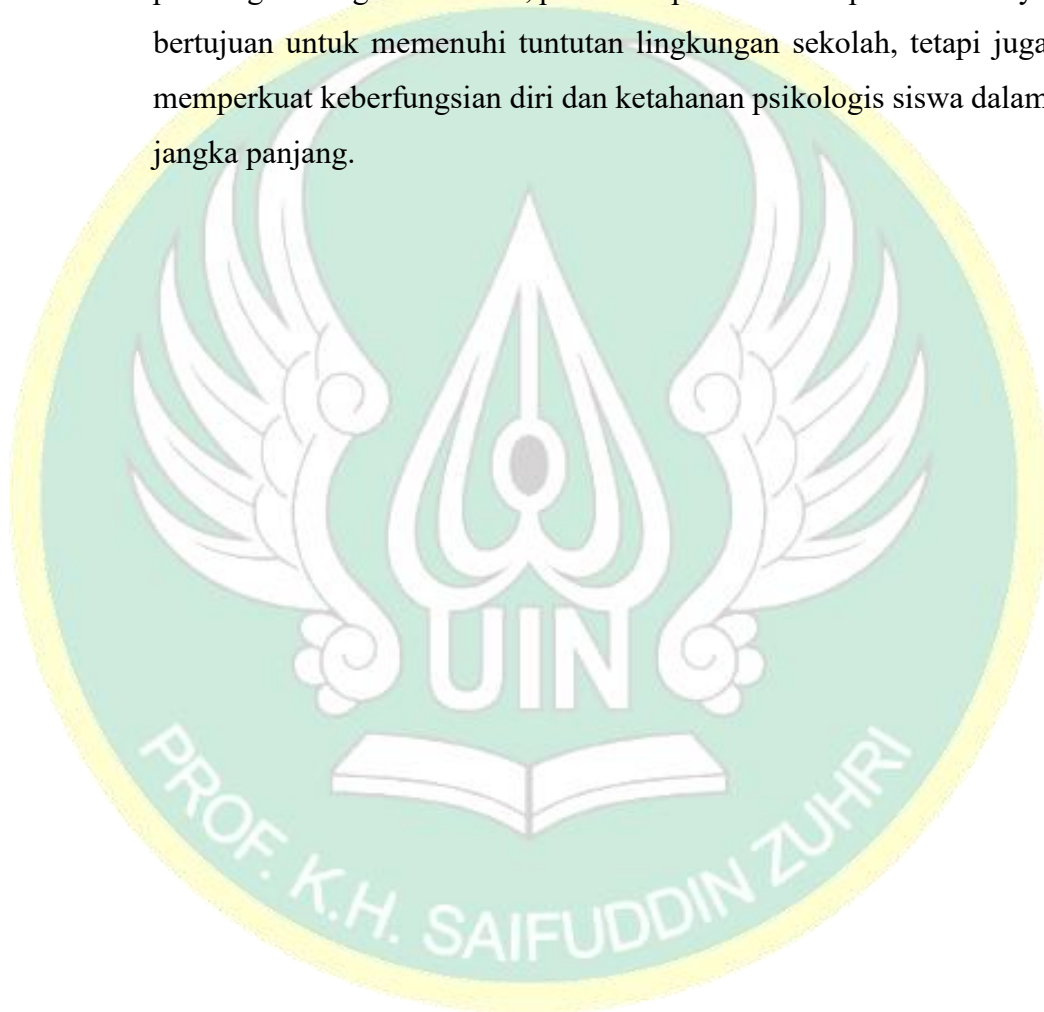 bertujuan untuk memenuhi tuntutan lingkungan sekolah, tetapi juga
memperkuat keberfungsian diri dan ketahanan psikologis siswa dalam
jangka panjang.
UIN
PROF. K.H. SAIFUDDIN ZUHRI